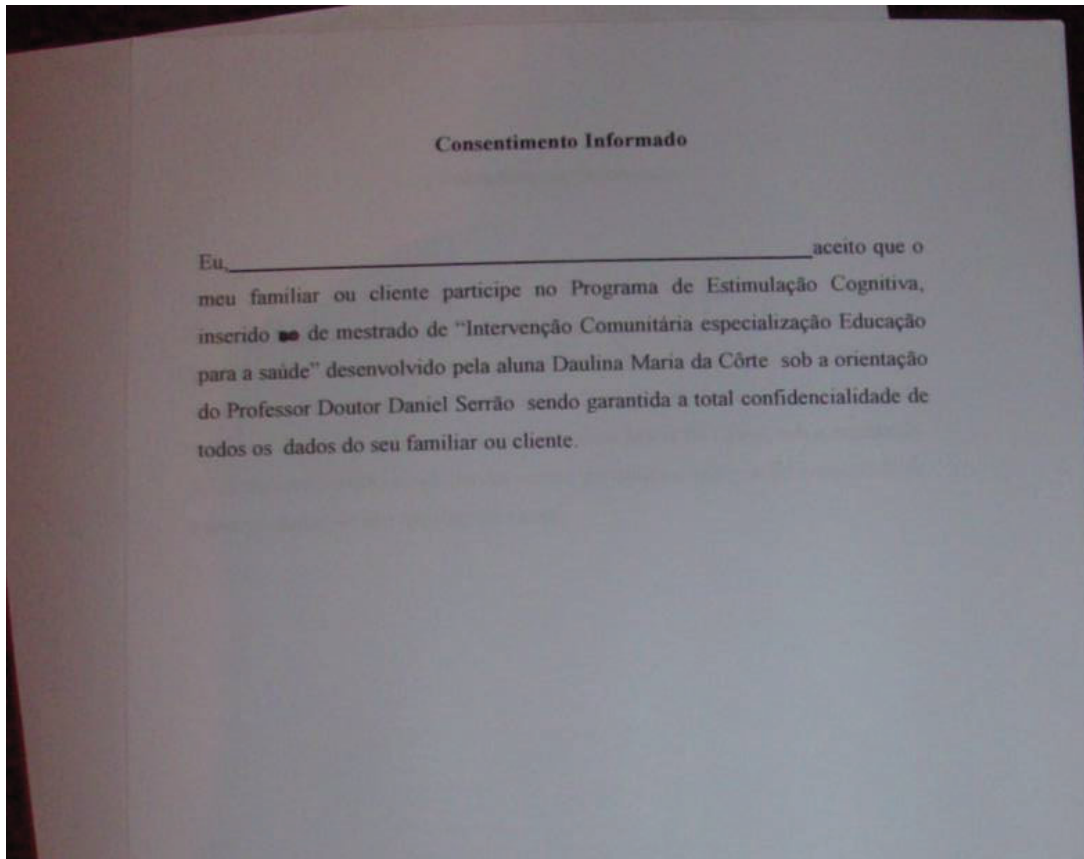 Consentimento Informado
Eu,____________________________________________aceito que o
meu familiar ou cliente participe no Programa de Estimulação Cognitiva,
inserido de mestrado de “Intervenção Comunitária especialização Educação
para a saúde” desenvolvido pela aluna Daulina Maria da Côrte sob a orientação
do Professor Doutor Daniel Serrão sendo garantida a total confidencialidade de
todos os dados do seu familiar ou cliente.